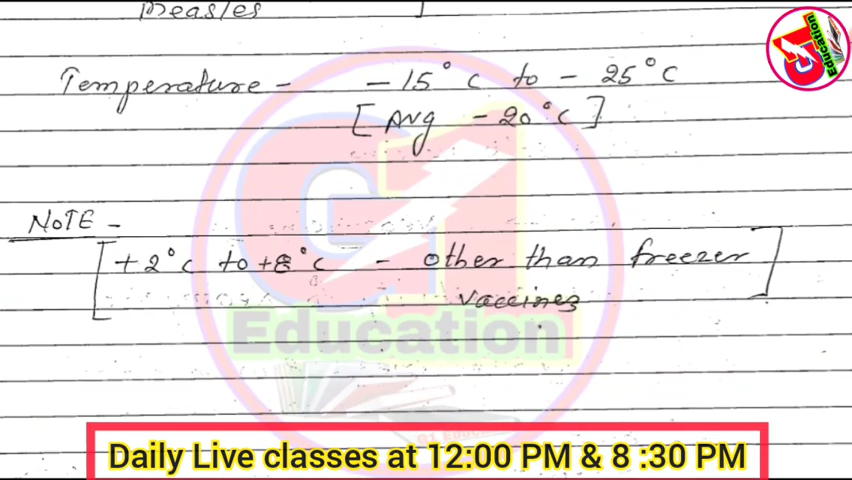 Measles
Temperature - -15°C to - 25°C
[Avg -20°C]
NOTE -
[+2°C to +8°C - other than freezer
vaccines]
G1
Education
Education
Daily Live classes at 12:00 PM & 8 :30 PM